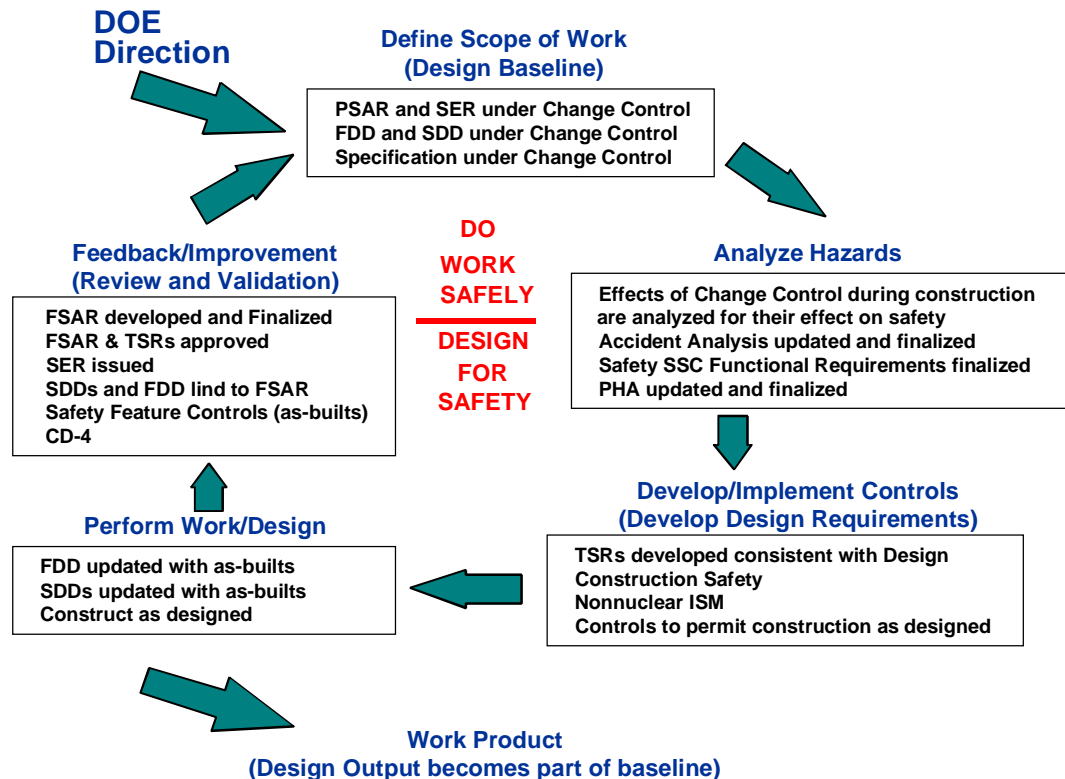 DOE
Direction
Define Scope of Work
(Design Baseline)
PSAR and SER under Change Control
FDD and SDD under Change Control
Specification under Change Control
DO
WORK
SAFELY
DESIGN
FOR
SAFETY
Analyze Hazards
Effects of Change Control during construction
are analyzed for their effect on safety
Accident Analysis updated and finalized
Safety SSC Functional Requirements finalized
PHA updated and finalized
Develop/Implement Controls
(Develop Design Requirements)
TSRs developed consistent with Design
Construction Safety
Nonnuclear ISM
Controls to permit construction as designed
Feedback/Improvement
(Review and Validation)
FSAR developed and Finalized
FSAR & TSRs approved
SER issued
SDDs and FDD lind to FSAR
Safety Feature Controls (as-builts)
CD-4
Perform Work/Design
FDD updated with as-builts
SDDs updated with as-builts
Construct as designed
Work Product
(Design Output becomes part of baseline)